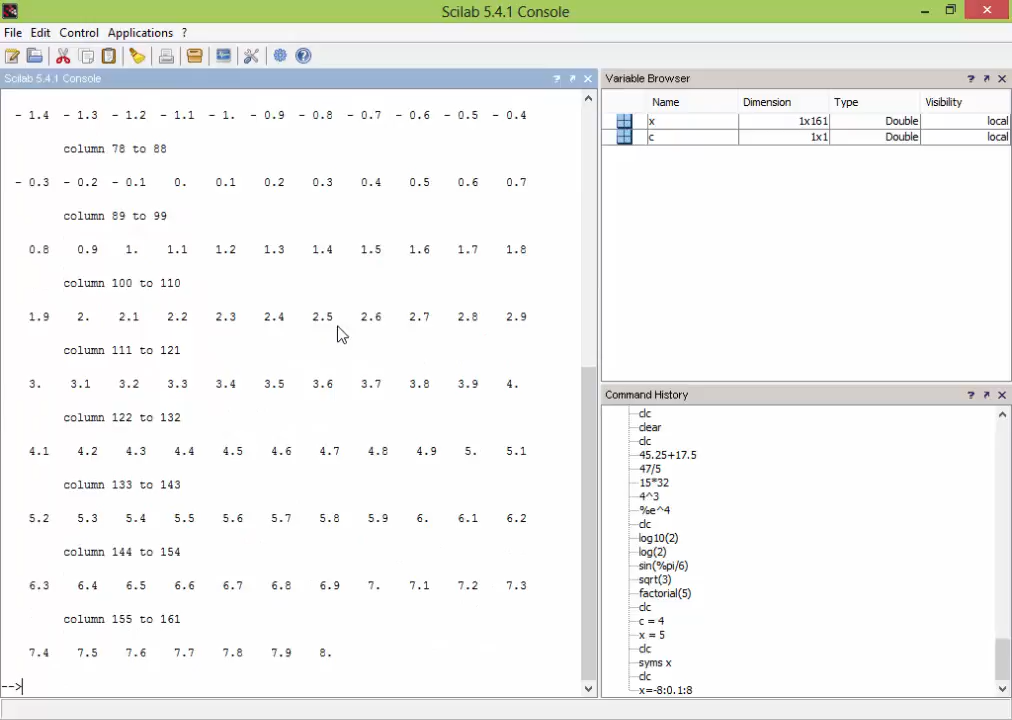 Scilab 5.4.1 Console
File Edit Control Applications ?
Scilab 5.4.1 Console ? 
- 1.4 - 1.3 - 1.2 - 1.1 - 1. - 0.9 - 0.8 - 0.7 - 0.6 - 0.5 - 0.4
column 78 to 88
- 0.3 - 0.2 - 0.1 0. 0.1 0.2 0.3 0.4 0.5 0.6 0.7
column 89 to 99
0.8 0.9 1. 1.1 1.2 1.3 1.4 1.5 1.6 1.7 1.8
column 100 to 110
1.9 2. 2.1 2.2 2.3 2.4 2.5 2.6 2.7 2.8 2.9
column 111 to 121
3. 3.1 3.2 3.3 3.4 3.5 3.6 3.7 3.8 3.9 4.
column 122 to 132
4.1 4.2 4.3 4.4 4.5 4.6 4.7 4.8 4.9 5. 5.1
column 133 to 143
5.2 5.3 5.4 5.5 5.6 5.7 5.8 5.9 6. 6.1 6.2
column 144 to 154
6.3 6.4 6.5 6.6 6.7 6.8 6.9 7. 7.1 7.2 7.3
column 155 to 161
7.4 7.5 7.6 7.7 7.8 7.9 8.
-->
Variable Browser ?
Name Dimension Type Visibility
x 1x161 Double local
c 1x1 Double local
Command History ?
clc
clear
clc
45.25+17.5
47/5
15*32
4^3
%e^4
clc
log10(2)
log(2)
sin(%pi/6)
sqrt(3)
factorial(5)
clc
c = 4
x = 5
clc
syms x
clc
x=-8:0.1:8